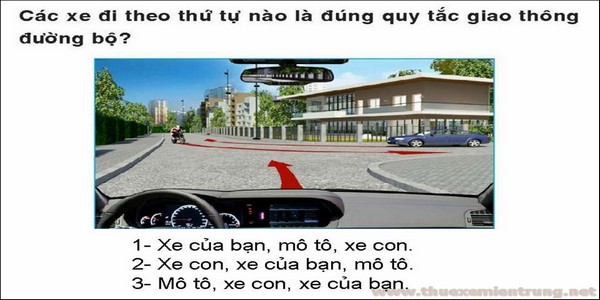 Các xe đi theo thứ tự nào là đúng quy tắc giao thông
đường bộ?
1- Xe của bạn, mô tô, xe con.
2- Xe con, xe của bạn, mô tô.
3- Mô tô, xe con, xe của bạn.
www.thuexemientrung.net